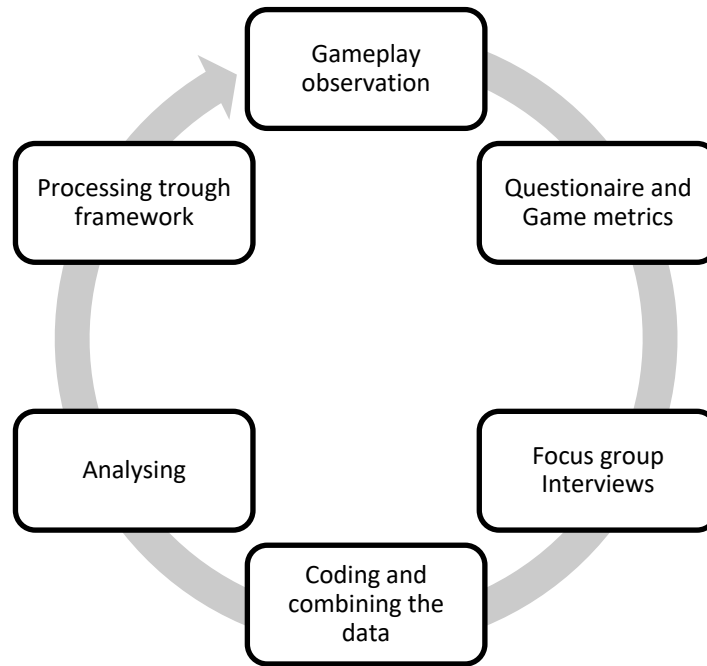 Gameplay
observation
Questionaire and
Game metrics
Focus group
Interviews
Coding and
combining the
data
Analysing
Processing trough
framework